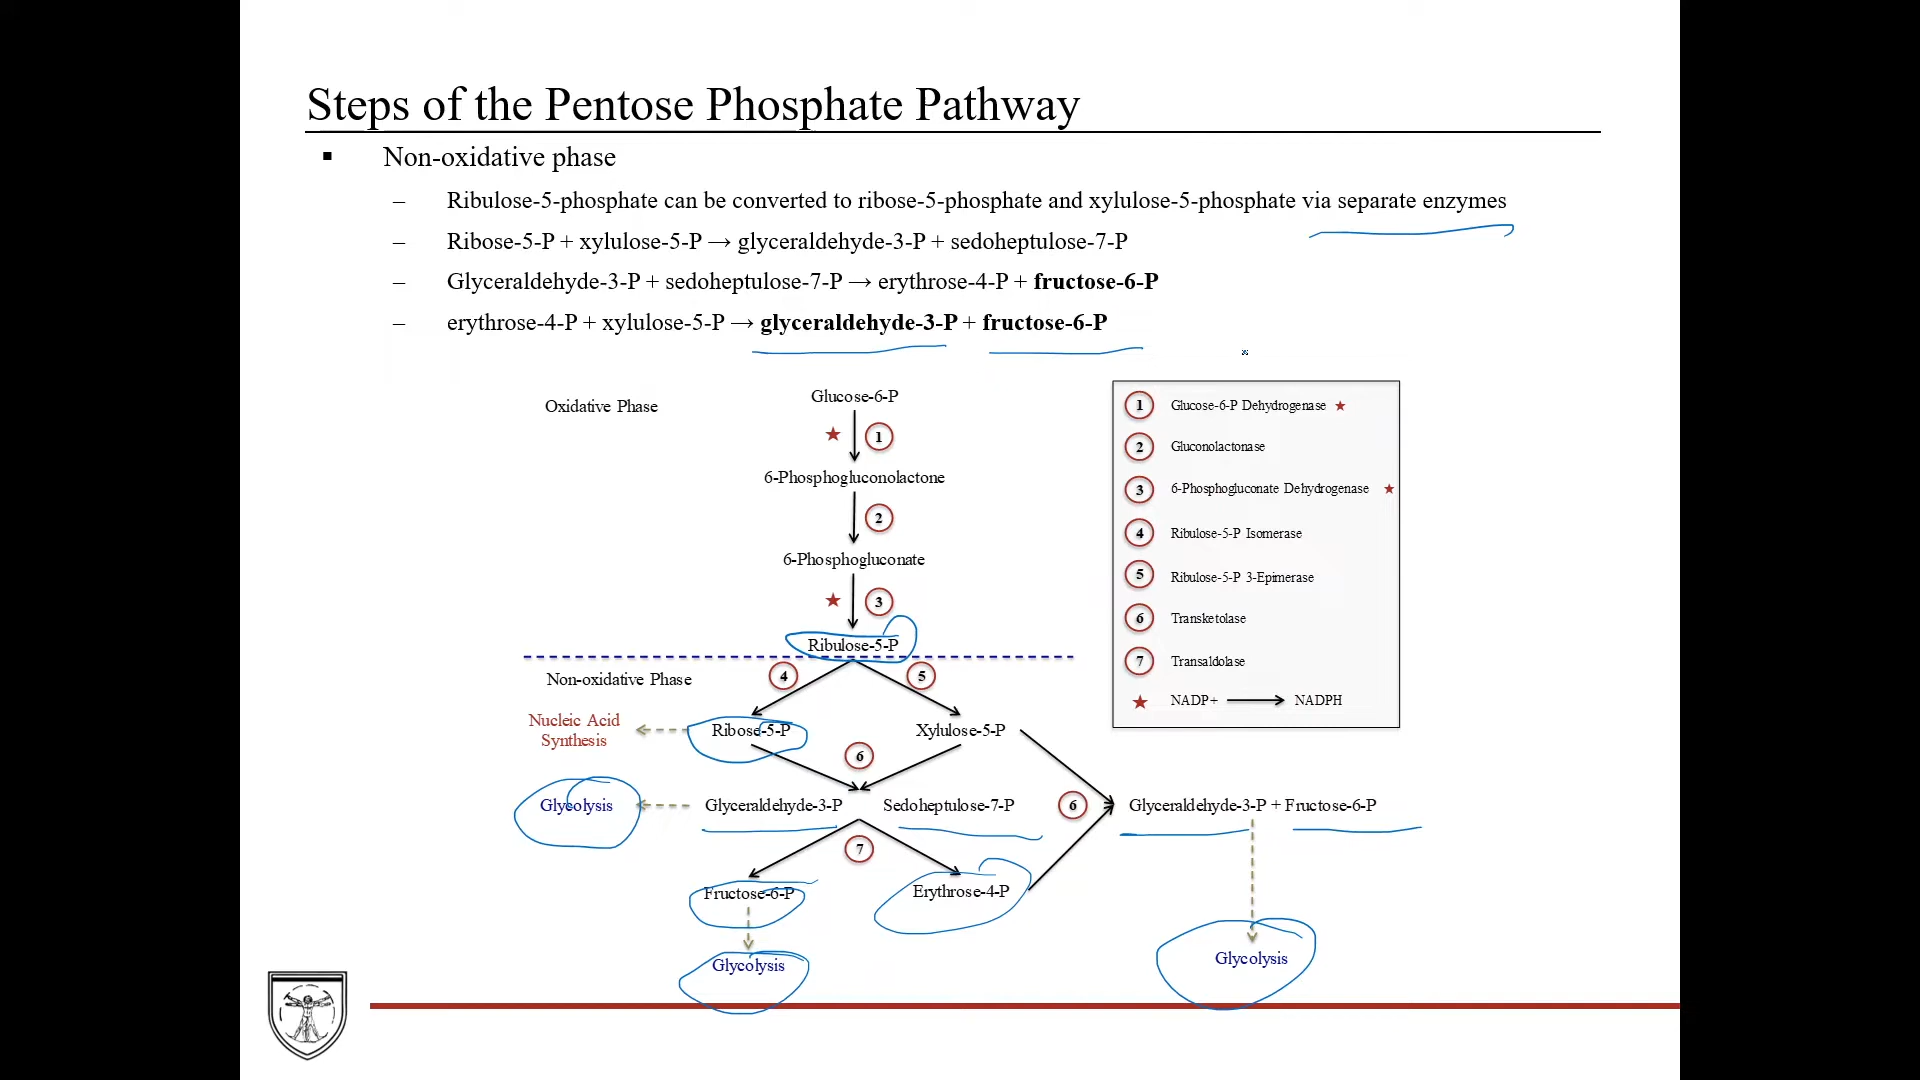 Steps of the Pentose Phosphate Pathway
▪ Non-oxidative phase
– Ribulose-5-phosphate can be converted to ribose-5-phosphate and xylulose-5-phosphate via separate enzymes
– Ribose-5-P + xylulose-5-P → glyceraldehyde-3-P + sedoheptulose-7-P
– Glyceraldehyde-3-P + sedoheptulose-7-P → erythrose-4-P + fructose-6-P
– erythrose-4-P + xylulose-5-P → glyceraldehyde-3-P + fructose-6-P
Oxidative Phase
Glucose-6-P
★ 1
6-Phosphogluconolactone
2
6-Phosphogluconate
★ 3
Ribulose-5-P
4 5
Non-oxidative Phase
Nucleic Acid
Synthesis
Ribose-5-P Xylulose-5-P
6
Glycolysis Glyceraldehyde-3-P Sedoheptulose-7-P 6 Glyceraldehyde-3-P + Fructose-6-P
7
Fructose-6-P Erythrose-4-P
Glycolysis Glycolysis
1 Glucose-6-P Dehydrogenase ★
2 Gluconolactonase
3 6-Phosphogluconate Dehydrogenase ★
4 Ribulose-5-P Isomerase
5 Ribulose-5-P 3-Epimerase
6 Transketolase
7 Transaldolase
★ NADP+ → NADPH